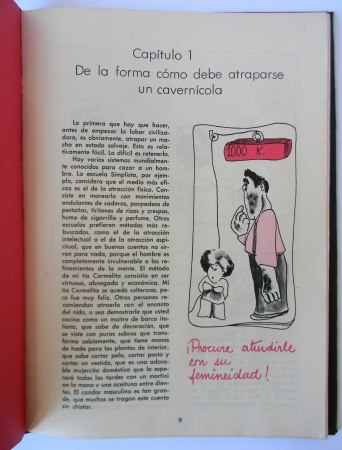 Capítulo 1
De la forma cómo debe atraparse
un cavernícola
Lo primero que hay que hacer,
antes de empezar la labor civiliza-
dora, es obviamente, atrapar un ma-
cho en estado salvaje. Esto es re-
lativamente fácil. Lo difícil es retenerlo.
Hay varios sistemas mundialmen-
te conocidos para cazar a un hom-
bre. La escuela Simplista, por ejem-
plo, considera que el medio más efi-
caz es el de la atracción física. Con-
siste en marearlo con movimientos
ondulantes de caderas, parpadeos de
pestañas, tiritones de rizos y crespos,
humo de cigarrillo y perfume. Otras
escuelas prefieren métodos más re-
buscados, como el de la atracción
intelectual o el de la atracción espi-
ritual, que en buenas cuentas no sir-
ven para nada, porque el hombre es
completamente invulnerable a los re-
finamientos de la mente. El método de
mi tía Carmelita consistía en ser
virtuosa, abnegada y económica. Mi
tía Carmelita se quedó solterona, pe-
ro fue muy feliz. Otras personas reco-
miendan atraerlo con el encanto
del nido, o sea demostrarle que usted
cocina como un maitre de barco ita-
liano, que sabe de decoración, que
se viste con puras sobras que trans-
forma sabiamente, que tiene manos
de hada para las plantas de interior,
que sabe cortar pelo, cortar pasto y
cortar un vestido, que es una adora-
ble mujercita doméstica que lo espe-
rará todas las tardes con un martini
en la mano y una aceituna entre dien-
tes. El candor masculino es tan gran-
de, que muchos se tragan este cuento
sin chistar.
1000 K.
¡Procure aturdirle
con su
femineidad!
9